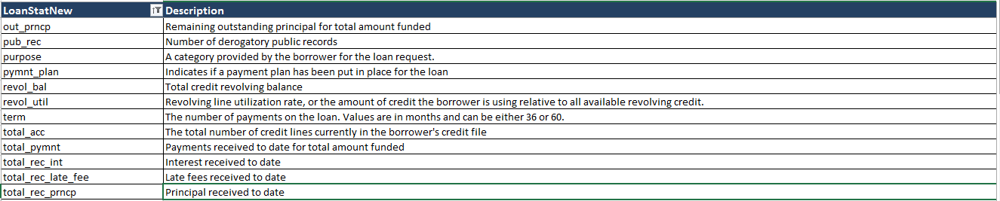 LoanStatNew Description
out_prncp Remaining outstanding principal for total amount funded
pub_rec Number of derogatory public records
purpose A category provided by the borrower for the loan request.
pymnt_plan Indicates if a payment plan has been put in place for the loan
revol_bal Total credit revolving balance
revol_util Revolving line utilization rate, or the amount of credit the borrower is using relative to all available revolving credit.
term The number of payments on the loan. Values are in months and can be either 36 or 60.
total_acc The total number of credit lines currently in the borrower's credit file
total_pymnt Payments received to date for total amount funded
total_rec_int Interest received to date
total_rec_late_fee Late fees received to date
total_rec_prncp Principal received to date